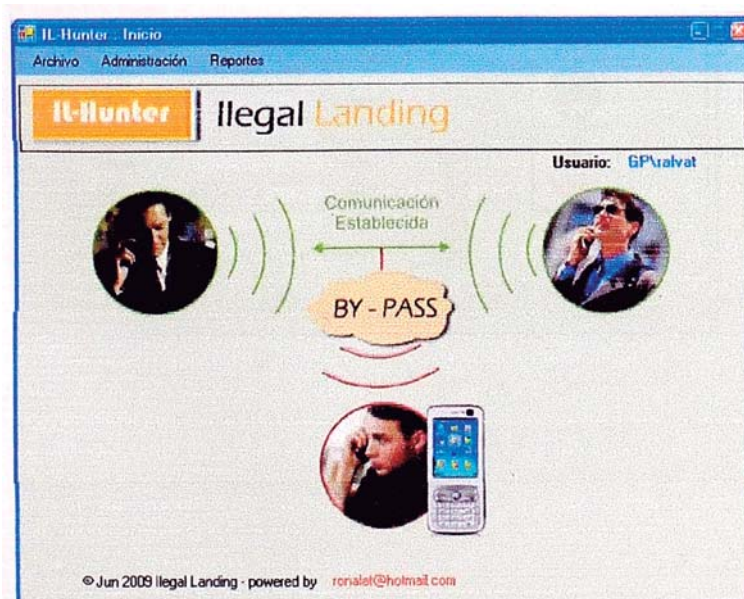 IL-Hunter : Inicio
Archivo Administración Reportes
IL-Hunter Ilegal Landing
Usuario: GP\ralvat
Comunicación
Establecida
BY - PASS
© Jun 2009 Ilegal Landing - powered by ronalet@hotmail.com